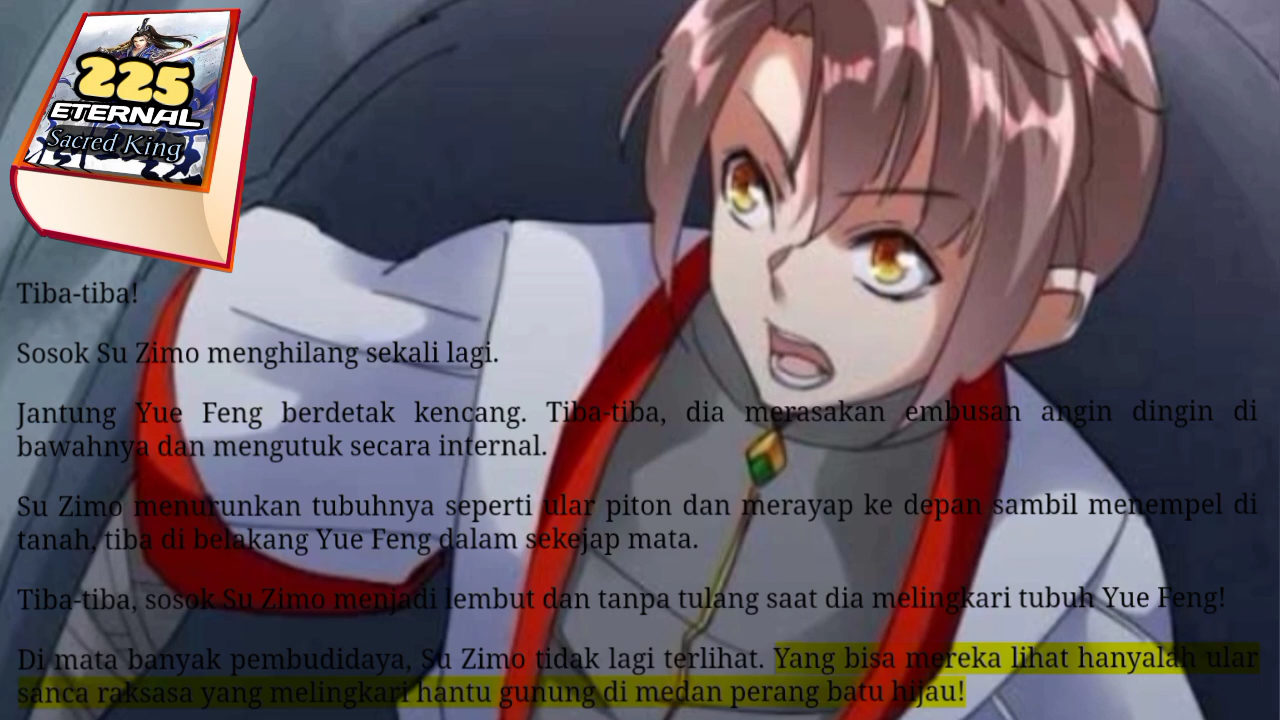 225
ETERNAL
Sacred King
Tiba-tiba!
Sosok Su Zimo menghilang sekali lagi.
Jantung Yue Feng berdetak kencang. Tiba-tiba, dia merasakan embusan angin dingin di
bawahnya dan mengutuk secara internal.
Su Zimo menurunkan tubuhnya seperti ular piton dan merayap ke depan sambil menempel di
tanah, tiba di belakang Yue Feng dalam sekejap mata.
Tiba-tiba, sosok Su Zimo menjadi lembut dan tanpa tulang saat dia melingkari tubuh Yue Feng!
Di mata banyak pembudidaya, Su Zimo tidak lagi terlihat. Yang bisa mereka lihat hanyalah ular
sanca raksasa yang melingkari hantu gunung di medan perang batu hijau!